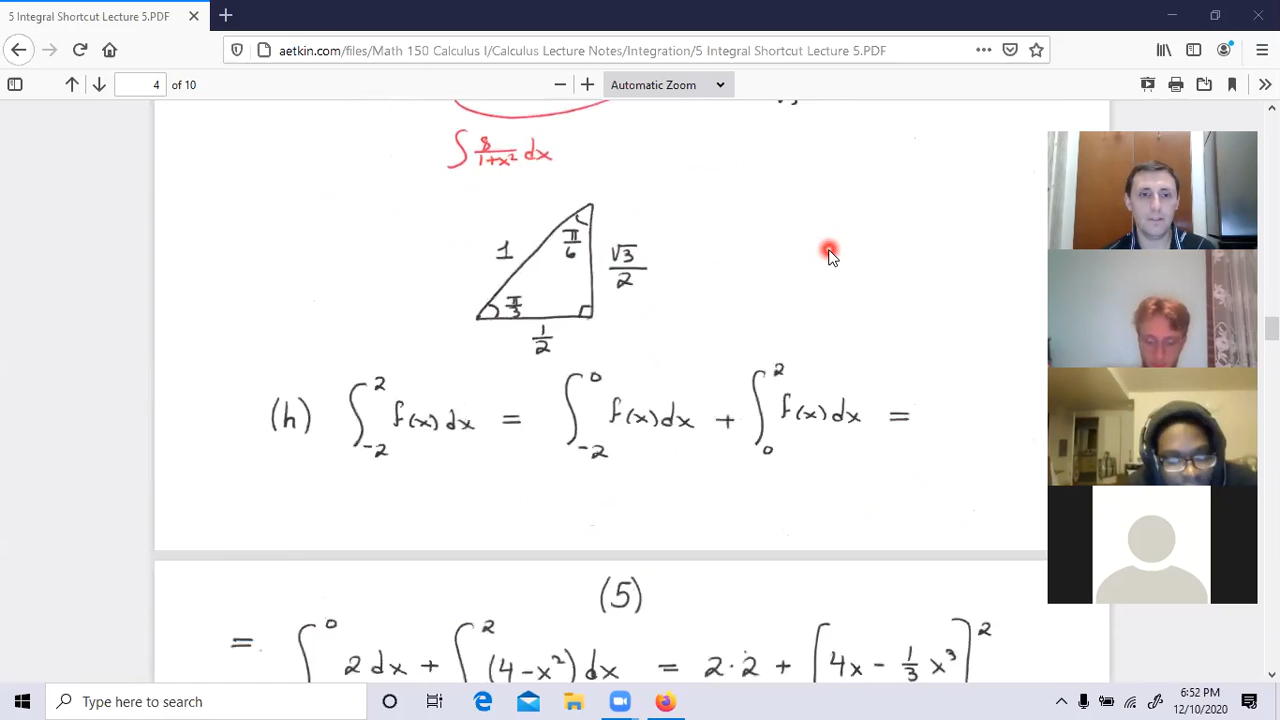 5 Integral Shortcut Lecture 5.PDF
aetkin.com/files/Math 150 Calculus I/Calculus Lecture Notes/Integration/5 Integral Shortcut Lecture 5.PDF
4 of 10
Automatic Zoom
∫ 8/(1+x²) dx
1
π/6
√3/2
π/3
1/2
(h) ∫_{-2}^{2} f(x) dx = ∫_{-2}^{0} f(x) dx + ∫_{0}^{2} f(x) dx =
(5)
= ∫^{0} 2 dx + ∫^{2} (4-x²) dx = 2·2 + [4x - 1/3 x³]^{2}
Type here to search
6:52 PM
12/10/2020